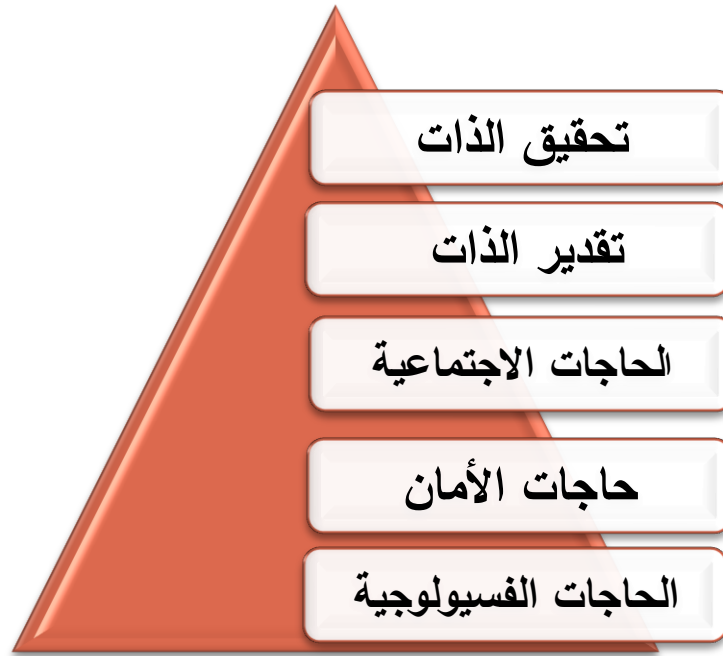 تحقيق الذات
تقدير الذات
الحاجات الاجتماعية
حاجات الأمان
الحاجات الفسيولوجية